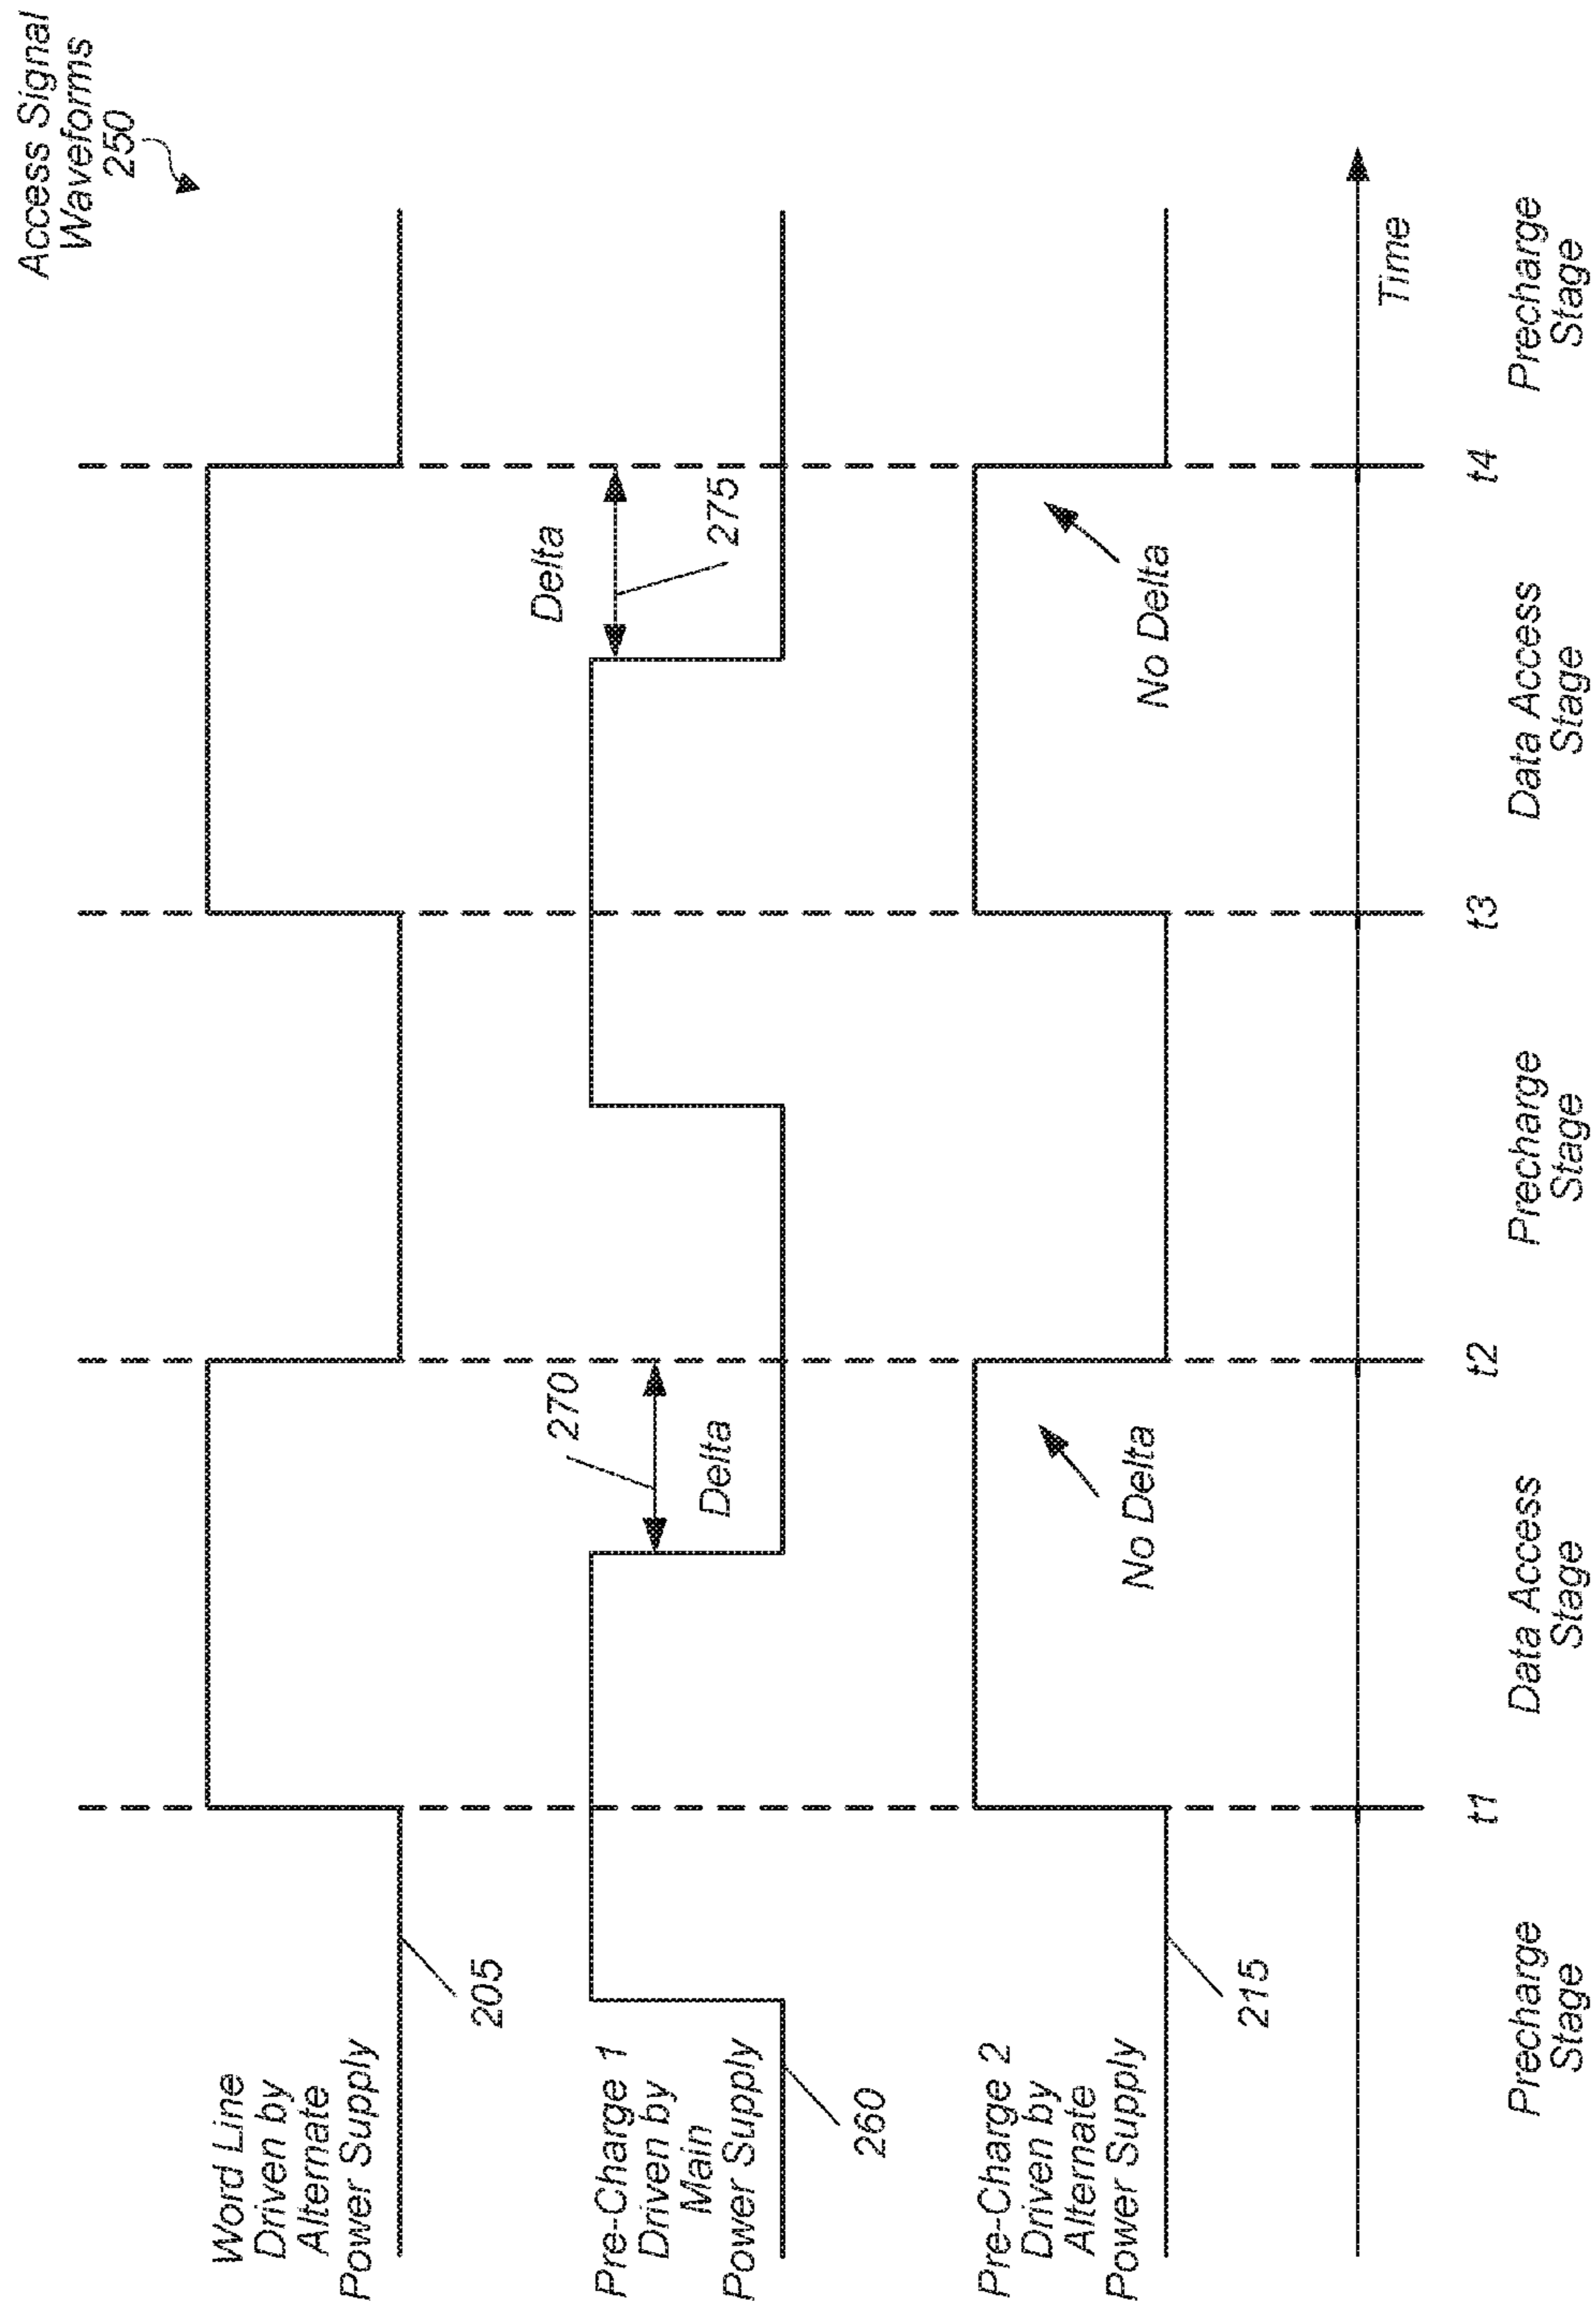 Access Signal
Waveforms
250
Word Line
Driven by
Alternate
Power Supply
205
Pre-Charge 1
Driven by
Main
Power Supply
260
270
Delta
Delta
275
Pre-Charge 2
Driven by
Alternate
Power Supply
215
No Delta
No Delta
Time
t1
t2
t3
t4
Precharge
Stage
Data Access
Stage
Precharge
Stage
Data Access
Stage
Precharge
Stage